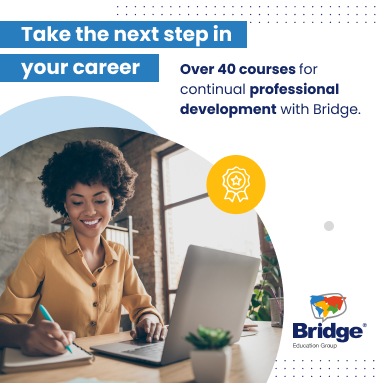 Take the next step in
your career
Over 40 courses for
continual professional
development with Bridge.
Bridge®
Education Group